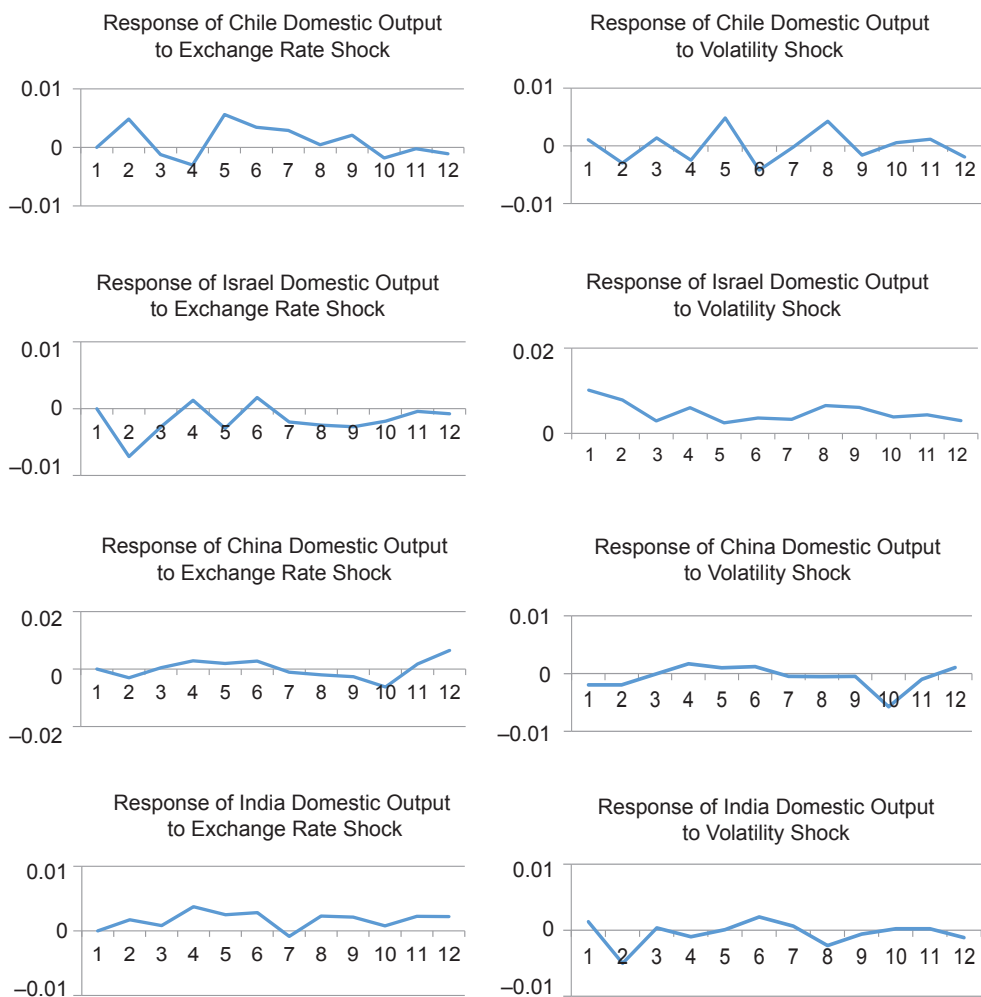 Response of Chile Domestic Output
to Exchange Rate Shock
0.01
0
–0.01
1 2 3 4 5 6 7 8 9 10 11 12
Response of Chile Domestic Output
to Volatility Shock
0.01
0
–0.01
1 2 3 4 5 6 7 8 9 10 11 12
Response of Israel Domestic Output
to Exchange Rate Shock
0.01
0
–0.01
1 2 3 4 5 6 7 8 9 10 11 12
Response of Israel Domestic Output
to Volatility Shock
0.02
0
1 2 3 4 5 6 7 8 9 10 11 12
Response of China Domestic Output
to Exchange Rate Shock
0.02
0
–0.02
1 2 3 4 5 6 7 8 9 10 11 12
Response of China Domestic Output
to Volatility Shock
0.01
0
–0.01
1 2 3 4 5 6 7 8 9 10 11 12
Response of India Domestic Output
to Exchange Rate Shock
0.01
0
–0.01
1 2 3 4 5 6 7 8 9 10 11 12
Response of India Domestic Output
to Volatility Shock
0.01
0
–0.01
1 2 3 4 5 6 7 8 9 10 11 12